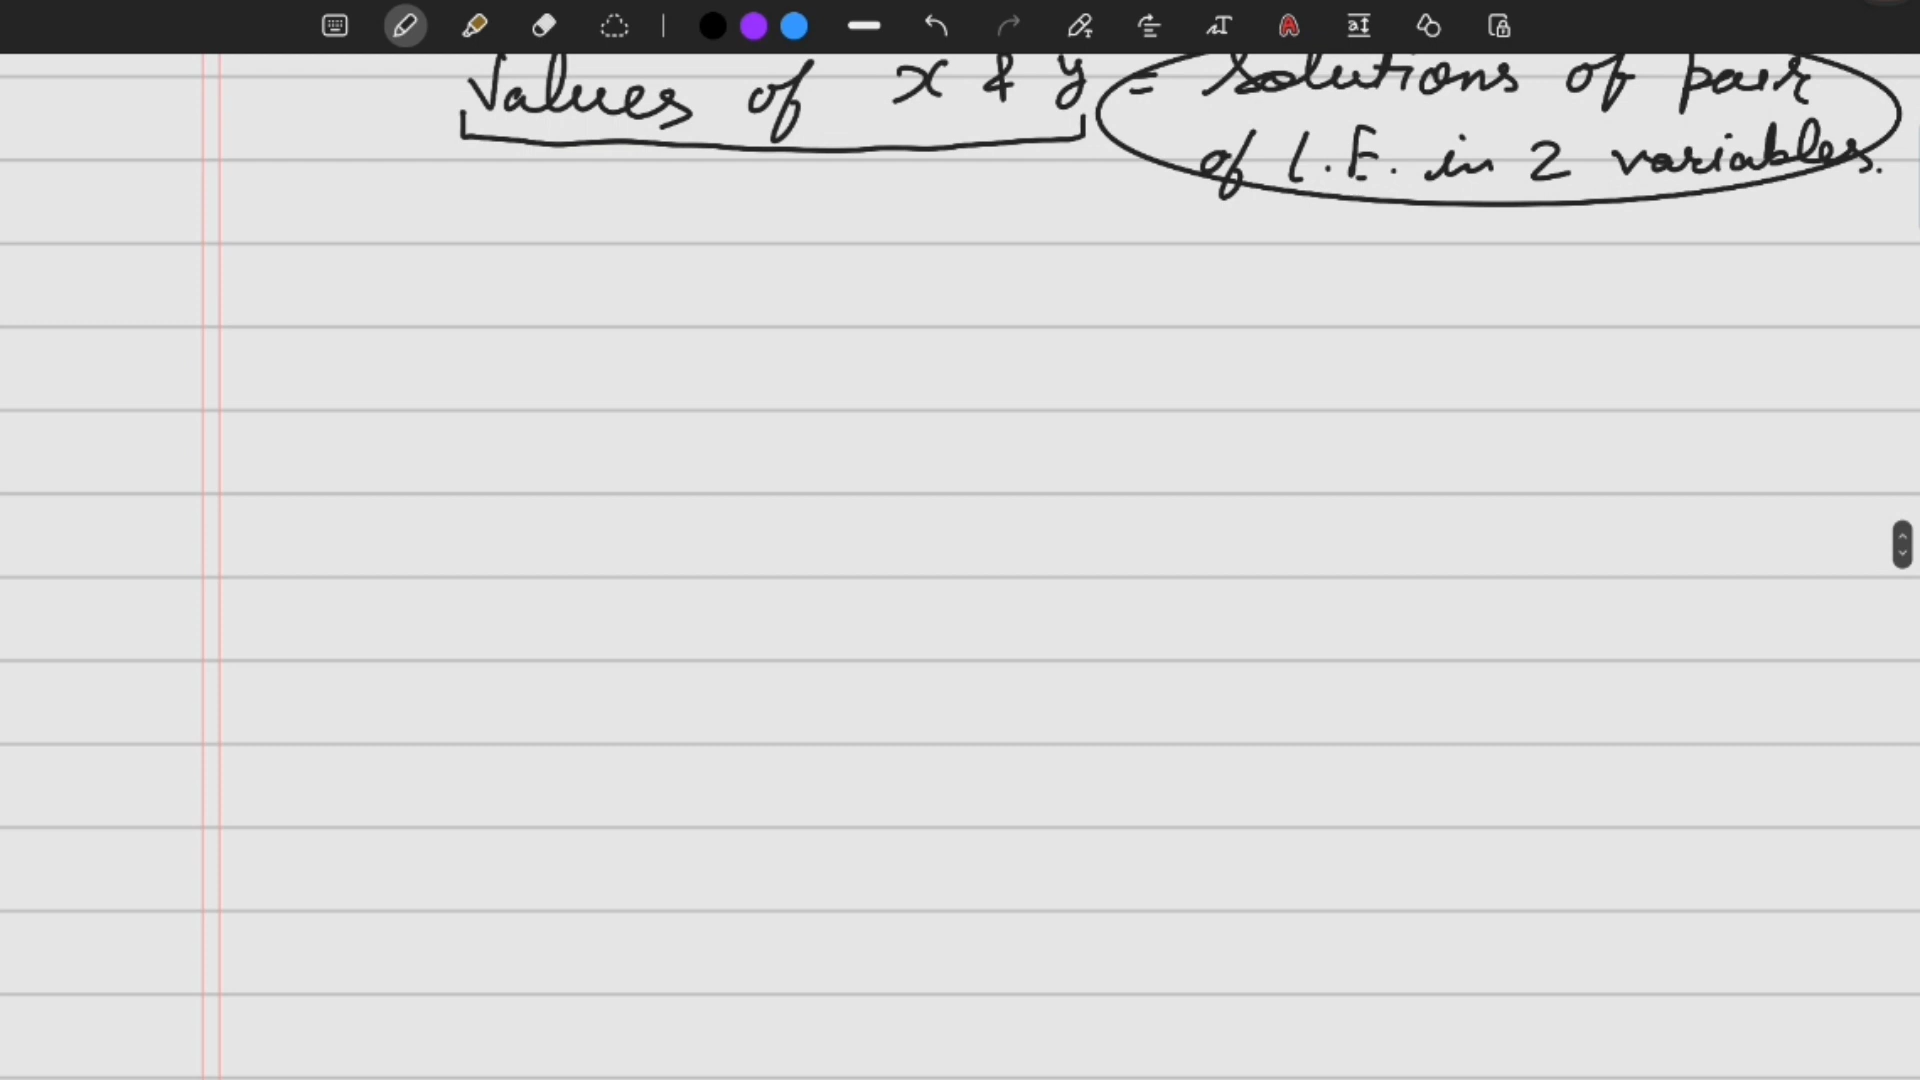 Values of x & y = Solutions of pair
of L.E. in 2 variables.